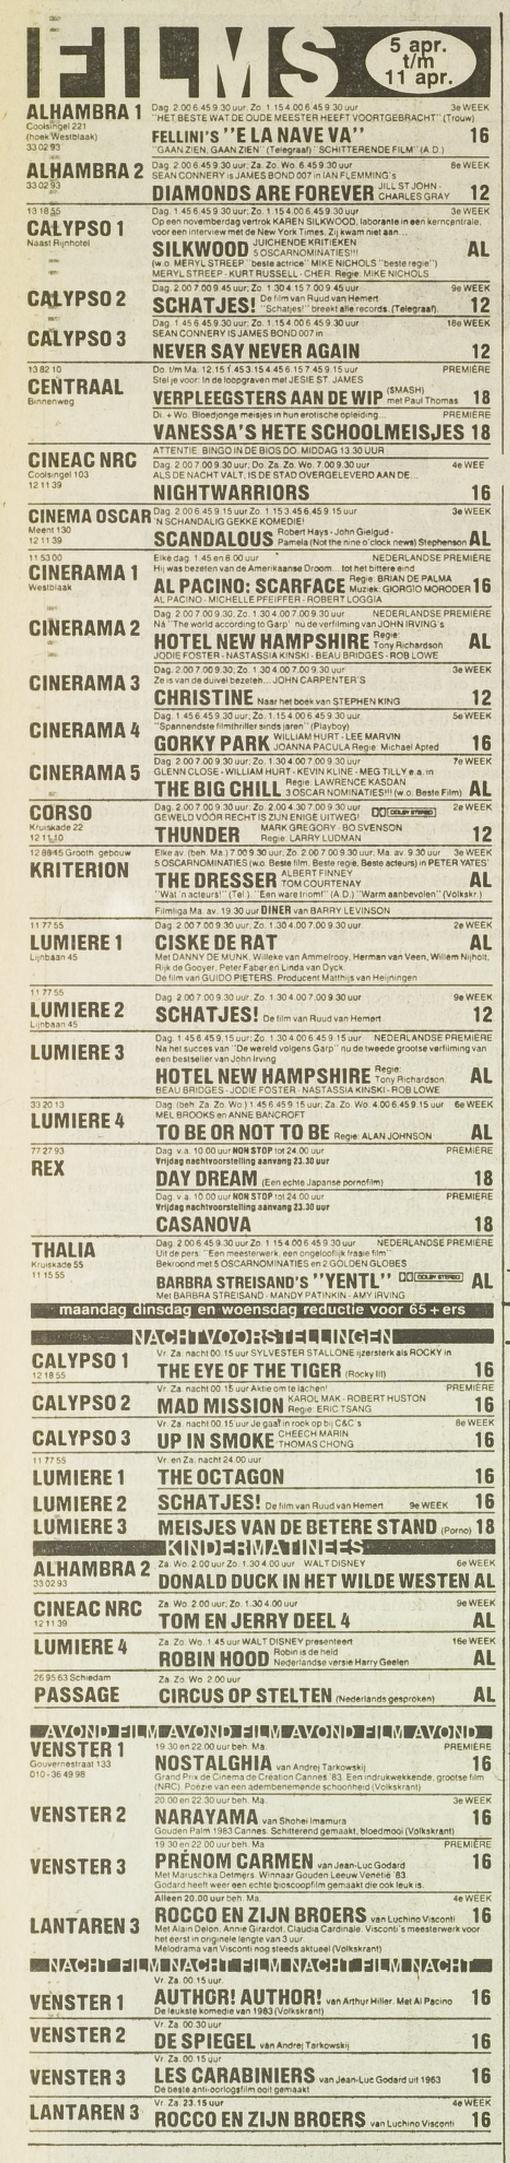 FILMS
5 apr.
t/m
11 apr.
ALHAMBRA 1
Coolsingel 221
(hoek Westblaak)
33 02 93
Dag. 2.00 6.45 9.30 uur; Zo. 1.15 4.00 6.45 9.30 uur 3e WEEK
"HET BESTE WAT DE OUDE MEESTER HEEFT VOORTGEBRACHT" (Trouw)
FELLINI'S "E LA NAVE VA" 16
"GAAN ZIEN, GAAN ZIEN" (Telegraaf) "SCHITTERENDE FILM" (A.D.)
ALHAMBRA 2
33 02 93
Dag. 2.00 6.45 9.30 uur; Za. Zo. Wo. 6.45 9.30 uur 6e WEEK
SEAN CONNERY is JAMES BOND 007 in IAN FLEMMING's
DIAMONDS ARE FOREVER JILL ST JOHN - CHARLES GRAY 12
13 18 55
CALYPSO 1
Naast Rijnhotel
Dag. 1.45 6.45 9.30 uur; Zo. 1.15 4.00 6.45 9.30 uur 3e WEEK
Op een novemberdag vertrok KAREN SILKWOOD, laborante in een kerncentrale,
voor een interview met de New York Times. Zij kwam niet aan...
SILKWOOD JUICHENDE KRITIEKEN 5 OSCARNOMINATIES!!! AL
(w.o. MERYL STREEP "beste actrice" MIKE NICHOLS "beste regie")
MERYL STREEP - KURT RUSSELL - CHER. Regie: MIKE NICHOLS
CALYPSO 2
Dag. 2.00 7.00 9.45 uur; Zo. 1.30 4.15 7.00 9.45 uur 9e WEEK
SCHATJES! De film van Ruud van Hemert "Schatjes!" breekt alle records. (Telegraaf). 12
CALYPSO 3
Dag. 1.45 6.45 9.30 uur; Zo. 1.15 4.00 6.45 9.30 uur 16e WEEK
SEAN CONNERY IS JAMES BOND 007 in
NEVER SAY NEVER AGAIN 12
13 82 10
CENTRAAL
Binnenweg
Do. t/m Ma. 12.15 1.45 3.15 4.45 6.15 7.45 9.15 uur PREMIÈRE
Stel je voor: In de loopgraven met JESIE ST. JAMES
VERPLEEGSTERS AAN DE WIP (SMASH) met Paul Thomas 18
Di. + Wo. Bloedjonge meisjes in hun erotische opleiding... PREMIÈRE
VANESSA'S HETE SCHOOLMEISJES 18
CINEAC NRC
Coolsingel 103
12 11 39
ATTENTIE: BINGO IN DE BIOS DO. MIDDAG 13.30 UUR
Dag. 2.00 7.00 9.30 uur; Do. Za. Zo. Wo. 7.00 9.30 uur 4e WEE
ALS DE NACHT VALT, IS DE STAD OVERGELEVERD AAN DE...
NIGHTWARRIORS 16
CINEMA OSCAR
Meent 130
12 11 39
Dag. 2.00 6.45 9.15 uur; Zo. 1.15 3.45 6.45 9.15 uur 3e WEEK
'N SCHANDALIG GEKKE KOMEDIE!
SCANDALOUS Robert Hays - John Gielgud - Pamela (Not the nine o'clock news) Stephenson AL
11 53 00
CINERAMA 1
Westblaak
Elke dag. 1.45 en 8.00 uur NEDERLANDSE PREMIÈRE
Hij was bezeten van de Amerikaanse Droom... tot het bittere eind
AL PACINO: SCARFACE Regie: BRIAN DE PALMA Muziek: GIORGIO MORODER 16
AL PACINO - MICHELLE PFEIFFER - ROBERT LOGGIA
CINERAMA 2
Dag. 2.00 7.00 9.30; Zo. 1.30 4.00 7.00 9.30 uur NEDERLANDSE PREMIÈRE
Ná "The world according to Garp" nu de verfilming van JOHN IRVING's
HOTEL NEW HAMPSHIRE Regie: Tony Richardson AL
JODIE FOSTER - NASTASSIA KINSKI - BEAU BRIDGES - ROB LOWE
CINERAMA 3
Dag. 2.00 7.00 9.30; Zo. 1.30 4.00 7.00 9.30 uur 3e WEEK
Ze is van de duivel bezeten... JOHN CARPENTER'S
CHRISTINE Naar het boek van STEPHEN KING 12
CINERAMA 4
Dag. 1.45 6.45 9.30 uur; Zo. 1.15 4.00 6.45 9.30 uur 5e WEEK
"Spannendste filmthriller sinds jaren" (Playboy)
GORKY PARK WILLIAM HURT - LEE MARVIN JOANNA PACULA Regie: Michael Apted 16
CINERAMA 5
Dag. 2.00 7.00 9.30 uur; Zo. 1.30 4.00 7.00 9.30 uur 7e WEEK
GLENN CLOSE - WILLIAM HURT - KEVIN KLINE - MEG TILLY e.a. in
THE BIG CHILL Regie: LAWRENCE KASDAN 3 OSCAR NOMINATIES!!! (w.o. Beste Film) AL
CORSO
Kruiskade 22
12 11 10
Dag. 2.00 7.00 9.30 uur; Zo. 2.00 4.30 7.00 9.30 uur DOLBY STEREO 2e WEEK
GEWELD VÓÓR RECHT IS ZIJN ENIGE UITWEG!
THUNDER MARK GREGORY - BO SVENSON Regie: LARRY LUDMAN 12
12 86 45 Grooth. gebouw
KRITERION
Elke av. (beh. Ma.) 7.00 9.30 uur; Zo. 2.00 7.00 9.30 uur; Ma. av. 9.30 uur 3e WEEK
5 OSCARNOMINATIES (w.o. Beste film, Beste regie, Beste acteurs) in PETER YATES'
THE DRESSER ALBERT FINNEY TOM COURTENAY AL
"Wat 'n acteurs!" (Tel.). "Een ware triomf" (A.D.) "Warm aanbevolen" (Volkskr.)
Filmliga Ma. av. 19.30 uur DINER van BARRY LEVINSON
11 77 55
LUMIERE 1
Lijnbaan 45
Dag. 2.00 7.00 9.30 uur; Zo. 1.30 4.00 7.00 9.30 uur 2e WEEK
CISKE DE RAT AL
Met DANNY DE MUNK, Willeke van Ammelrooy, Herman van Veen, Willem Nijholt,
Rijk de Gooyer, Peter Faber en Linda van Dyck.
De film van GUIDO PIETERS. Producent Matthijs van Heijningen
11 77 55
LUMIERE 2
Lijnbaan 45
Dag. 2.00 7.00 9.30 uur; Zo. 1.30 4.00 7.00 9.30 uur 9e WEEK
SCHATJES! De film van Ruud van Hemert 12
LUMIERE 3
Dag. 1.45 6.45 9.15 uur; Zo. 1.30 4.00 6.45 9.15 uur NEDERLANDSE PREMIÈRE
Na het succes van "De wereld volgens Garp" nu de tweede grootse verfilming van
een bestseller van John Irving
HOTEL NEW HAMPSHIRE Regie: Tony Richardson. AL
BEAU BRIDGES - JODIE FOSTER - NASTASSIA KINSKI - ROB LOWE
33 20 13
LUMIERE 4
Dag. (beh. Za. Zo. Wo.) 1.45 6.45 9.15 uur; Za. Zo. Wo. 4.00 6.45 9.15 uur 6e WEEK
MEL BROOKS en ANNE BANCROFT
TO BE OR NOT TO BE Regie: ALAN JOHNSON AL
77 27 93
REX
Dag. v.a. 10.00 uur NON STOP tot 24.00 uur PREMIÈRE
Vrijdag nachtvoorstelling aanvang 23.30 uur
DAY DREAM (Een echte Japanse pornofilm) 18
Dag. v.a. 10.00 uur NON STOP tot 24.00 uur PREMIÈRE
Vrijdag nachtvoorstelling aanvang 23.30 uur
CASANOVA 18
THALIA
Kruiskade 55
11 15 55
Dag. 2.00 6.45 9.30 uur; Zo. 1.15 4.00 6.45 9.30 uur NEDERLANDSE PREMIÈRE
Uit de pers: "Een meesterwerk, een ongelooflijk fraaie film"
Bekroond met 5 OSCARNOMINATIES en 2 GOLDEN GLOBES
BARBRA STREISAND'S "YENTL" DOLBY STEREO AL
Met BARBRA STREISAND - MANDY PATINKIN - AMY IRVING
maandag dinsdag en woensdag reductie voor 65+ers
NACHTVOORSTELLINGEN
CALYPSO 1
12 18 55
Vr. Za. nacht 00.15 uur SYLVESTER STALLONE ijzersterk als ROCKY in
THE EYE OF THE TIGER (Rocky III) 16
CALYPSO 2
Vr. Za. nacht 00.15 uur Aktie om te lachen! PREMIÈRE
MAD MISSION KAROL MAK - ROBERT HUSTON Regie: ERIC TSANG 16
CALYPSO 3
Vr. Za. nacht 00.15 uur Je gaat in rook op bij C&C's 8e WEEK
UP IN SMOKE CHEECH MARIN THOMAS CHONG 16
11 77 55
LUMIERE 1
Vr. en Za. nacht 24.00 uur
THE OCTAGON 16
LUMIERE 2
SCHATJES! De film van Ruud van Hemert 9e WEEK 16
LUMIERE 3
MEISJES VAN DE BETERE STAND (Porno) 18
KINDERMATINEES
ALHAMBRA 2
33 02 93
Za. Wo. 2.00 uur Zo. 1.30 4.00 uur WALT DISNEY 6e WEEK
DONALD DUCK IN HET WILDE WESTEN AL
CINEAC NRC
12 11 39
Za. Wo. 2.00 uur; Zo. 1.30 4.00 uur 9e WEEK
TOM EN JERRY DEEL 4 AL
LUMIERE 4
Za. Zo. Wo. 1.45 uur WALT DISNEY presenteert 16e WEEK
ROBIN HOOD Robin is de held Nederlandse versie Harry Geelen AL
26 95 63 Schiedam
PASSAGE
Za. Zo. Wo. 2.00 uur
CIRCUS OP STELTEN (Nederlands gesproken) AL
AVOND FILM AVOND FILM AVOND FILM AVOND FILM AVOND
VENSTER 1
Gouvernestraat 133
010-36 49 98
19.30 en 22.00 uur beh. Ma. PREMIÈRE
NOSTALGHIA van Andrej Tarkowskij 16
Grand Prix de Cinema de Création Cannes '83. Een indrukwekkende, grootse film
(NRC). Poëzie van een adembenemende schoonheid (Volkskrant)
VENSTER 2
20.00 en 22.30 uur beh. Ma. 3e WEEK
NARAYAMA van Shohei Imamura 16
Gouden Palm 1983 Cannes. Schitterend gemaakt, bloedmooi (Volkskrant)
VENSTER 3
19.30 en 22.00 uur beh. Ma PREMIÈRE
PRÉNOM CARMEN van Jean-Luc Godard 16
Met Maruschka Detmers. Winnaar Gouden Leeuw Venetië '83.
Godard heeft weer een echte bioscoopfilm gemaakt die ook leuk is.
LANTAREN 3
Alleen 20.00 uur beh. Ma. 4e WEEK
ROCCO EN ZIJN BROERS van Luchino Visconti 16
Met Alain Delon, Annie Girardot, Claudia Cardinale. Visconti's meesterwerk voor
het eerst in originele lengte van 3 uur.
Melodrama van Visconti nog steeds aktueel (Volkskrant)
NACHT FILM NACHT FILM NACHT FILM NACHT FILM NACHT
VENSTER 1
Vr. Za. 00.15 uur.
AUTHOR! AUTHOR! van Arthur Hiller. Met Al Pacino 16
De leukste komedie van 1983 (Volkskrant)
VENSTER 2
Vr. Za. 00.30 uur
DE SPIEGEL van Andrej Tarkowskij 16
VENSTER 3
Vr. Za. 00.15 uur
LES CARABINIERS van Jean-Luc Godard uit 1963 16
De beste anti-oorlogsfilm ooit gemaakt
LANTAREN 3
Vr. Za. 23.15 uur 4e WEEK
ROCCO EN ZIJN BROERS van Luchino Visconti 16